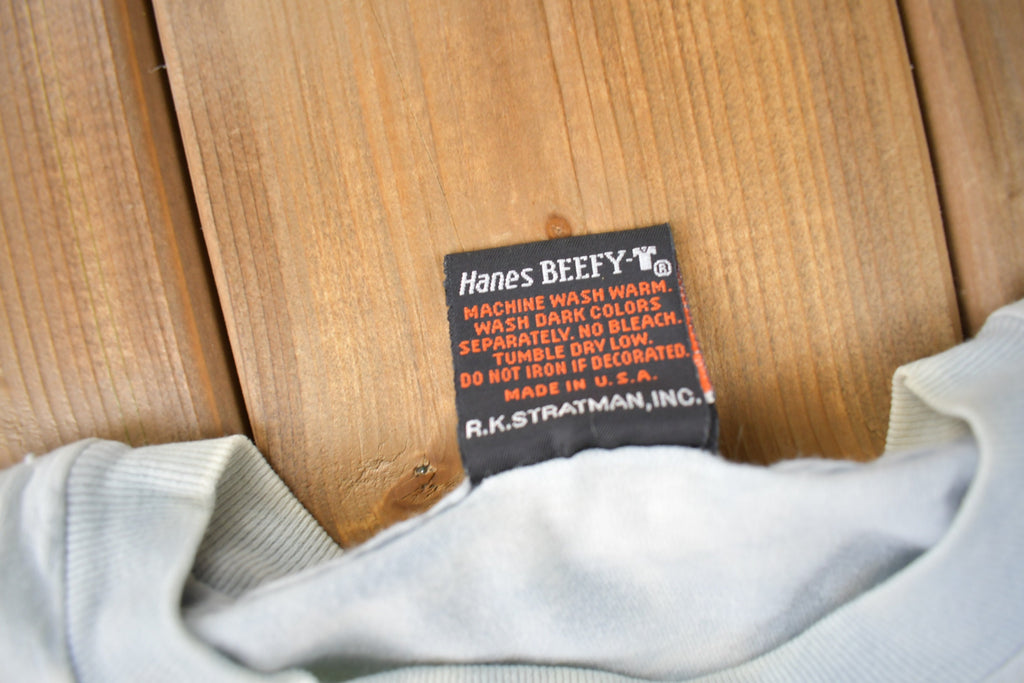 Hanes BEEFY-T®
MACHINE WASH WARM.
WASH DARK COLORS
SEPARATELY. NO BLEACH.
TUMBLE DRY LOW.
DO NOT IRON IF DECORATED.
MADE IN U.S.A.
R.K.STRATMAN,INC.